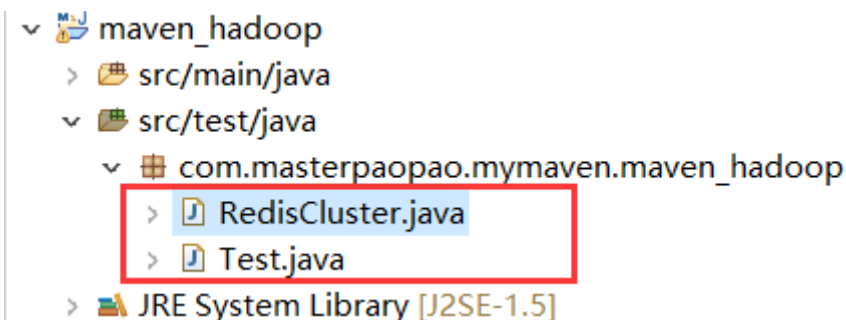 maven_hadoop
src/main/java
src/test/java
com.masterpaopao.mymaven.maven_hadoop
RedisCluster.java
Test.java
JRE System Library [J2SE-1.5]